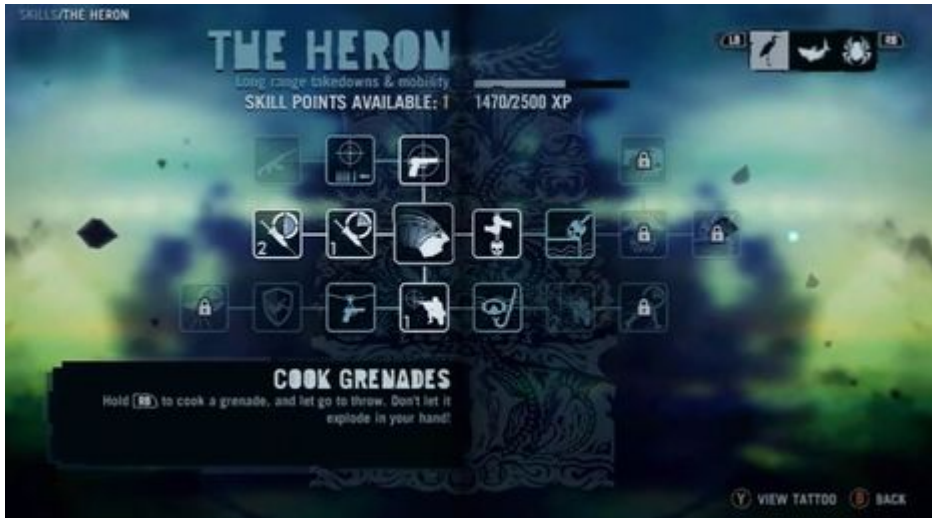 SKILLS/THE HERON
THE HERON
Long range takedowns & mobility
SKILL POINTS AVAILABLE: 1
1470/2500 XP
LB
RB
2
1
1
COOK GRENADES
Hold RB to cook a grenade, and let go to throw. Don't let it
explode in your hand!
Y VIEW TATTOO B BACK